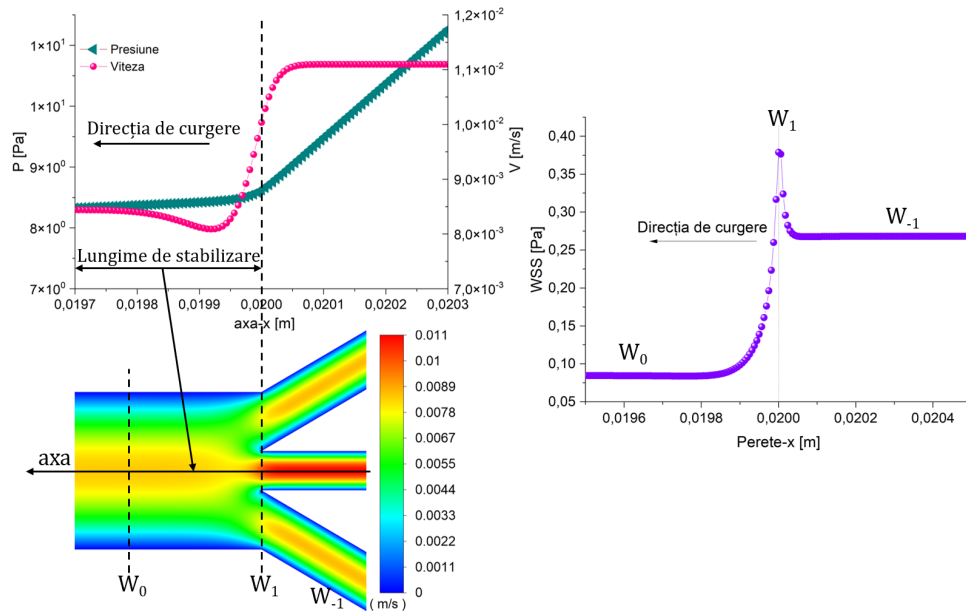 1×10¹
1×10¹
9×10⁰
8×10⁰
7×10⁰
P [Pa]
Presiune
Viteza
Direcția de curgere
Lungime de stabilizare
1,2×10⁻²
1,1×10⁻²
1,0×10⁻²
9,0×10⁻³
8,0×10⁻³
7,0×10⁻³
V [m/s]
0,0197 0,0198 0,0199 0,0200 0,0201 0,0202 0,0203
axa-x [m]
axa
W₀
W₁
W₋₁
0.011
0.01
0.0089
0.0078
0.0067
0.0055
0.0044
0.0033
0.0022
0.0011
0
( m/s )
W₁
0,40
0,35
0,30
0,25
0,20
0,15
0,10
0,05
WSS [Pa]
Direcția de curgere
W₋₁
W₀
0,0196 0,0198 0,0200 0,0202 0,0204
Perete-x [m]